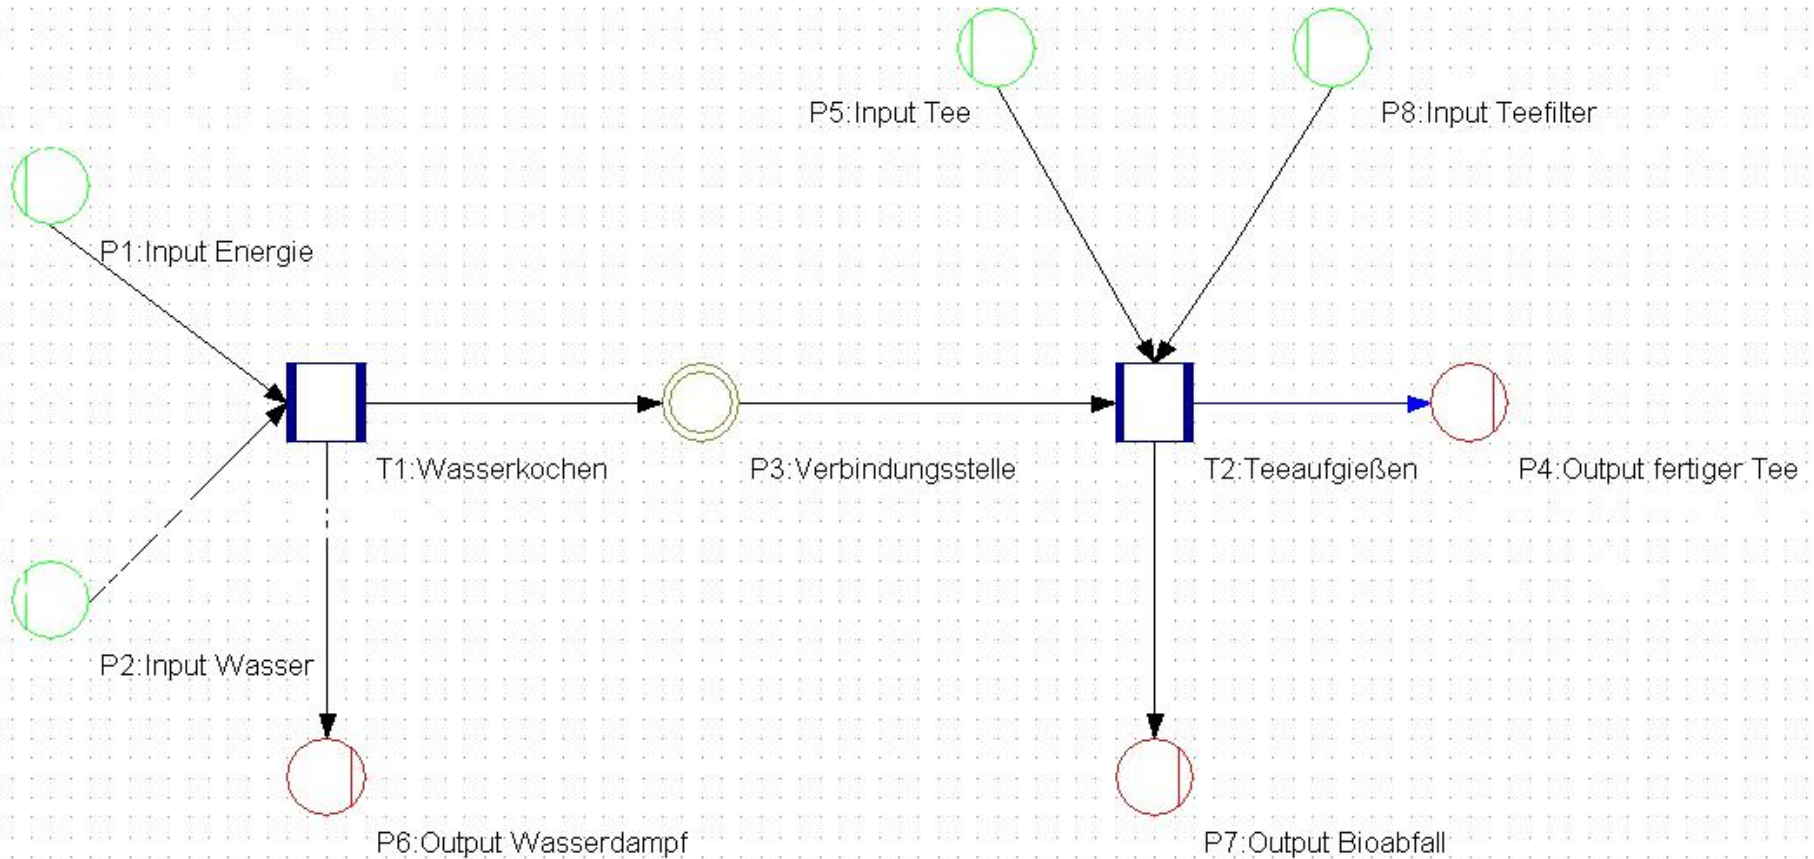 P5:Input Tee
P8:Input Teefilter
P1:Input Energie
T1:Wasserkochen
P3:Verbindungsstelle
T2:Teeaufgießen
P4:Output fertiger Tee
P2:Input Wasser
P6:Output Wasserdampf
P7:Output Bioabfall